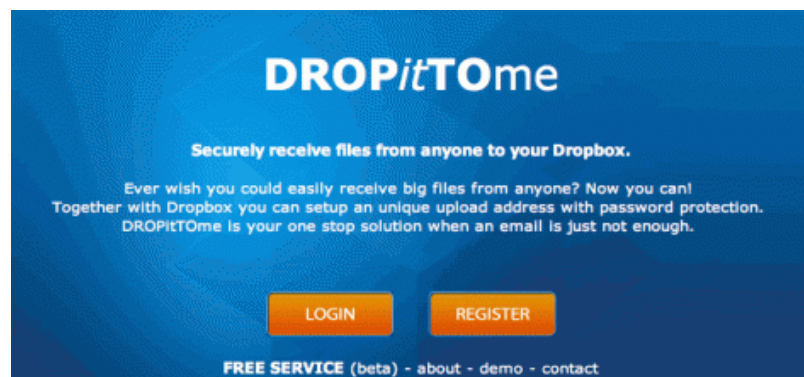 DROPitTOme
Securely receive files from anyone to your Dropbox.
Ever wish you could easily receive big files from anyone? Now you can!
Together with Dropbox you can setup an unique upload address with password protection.
DROPitTOme is your one stop solution when an email is just not enough.
LOGIN
REGISTER
FREE SERVICE (beta) - about - demo - contact